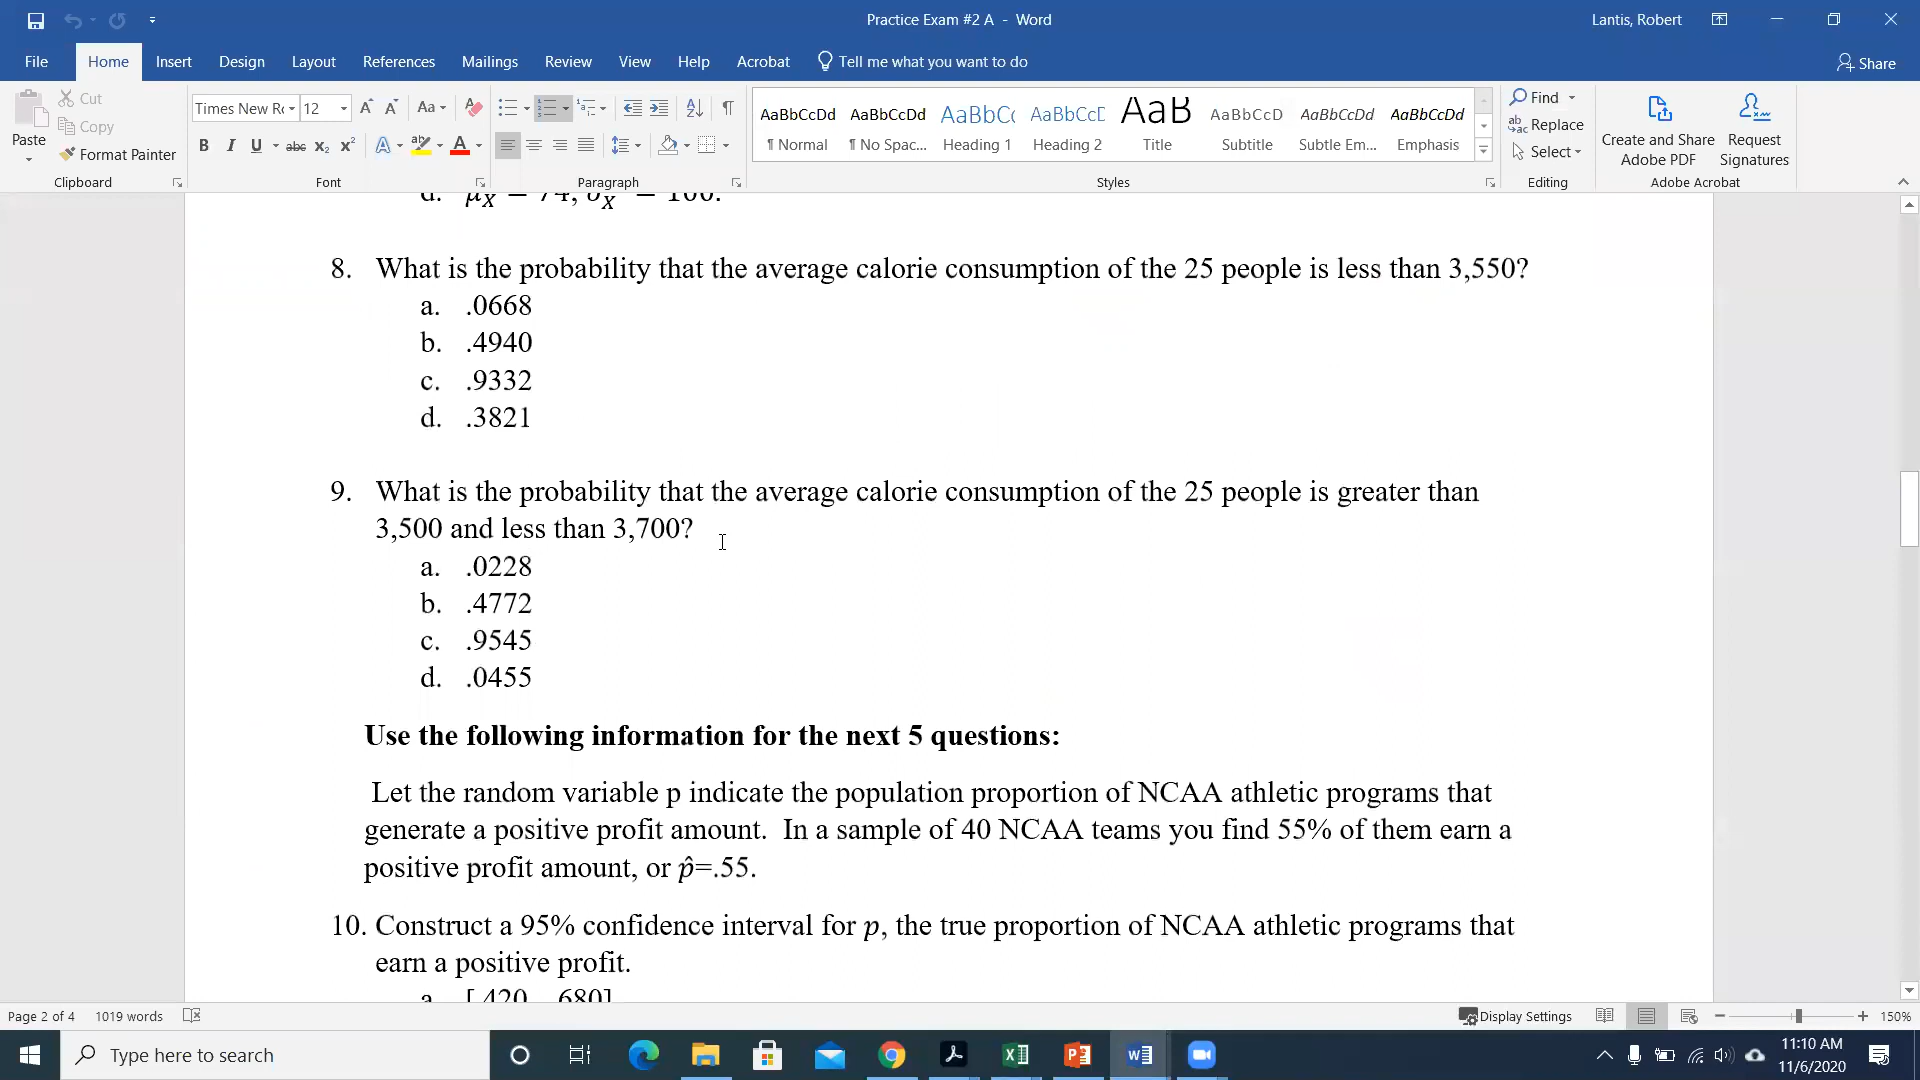 Practice Exam #2 A - Word
Lantis, Robert
File Home Insert Design Layout References Mailings Review View Help Acrobat Tell me what you want to do
Share
Paste
Cut
Copy
Format Painter
Clipboard
Times New R 12
Font
Paragraph
AaBbCcDd AaBbCcDd AaBbC AaBbCcD AaB AaBbCcD AaBbCcDd AaBbCcDd
¶ Normal ¶ No Spac... Heading 1 Heading 2 Title Subtitle Subtle Em... Emphasis
Styles
Find
Replace
Select
Editing
Create and Share Adobe PDF
Request Signatures
Adobe Acrobat
8. What is the probability that the average calorie consumption of the 25 people is less than 3,550?
a. .0668
b. .4940
c. .9332
d. .3821
9. What is the probability that the average calorie consumption of the 25 people is greater than
3,500 and less than 3,700?
a. .0228
b. .4772
c. .9545
d. .0455
Use the following information for the next 5 questions:
Let the random variable p indicate the population proportion of NCAA athletic programs that
generate a positive profit amount. In a sample of 40 NCAA teams you find 55% of them earn a
positive profit amount, or p̂=.55.
10. Construct a 95% confidence interval for p, the true proportion of NCAA athletic programs that
earn a positive profit.
Page 2 of 4 1019 words
Display Settings
150%
Type here to search
11:10 AM
11/6/2020